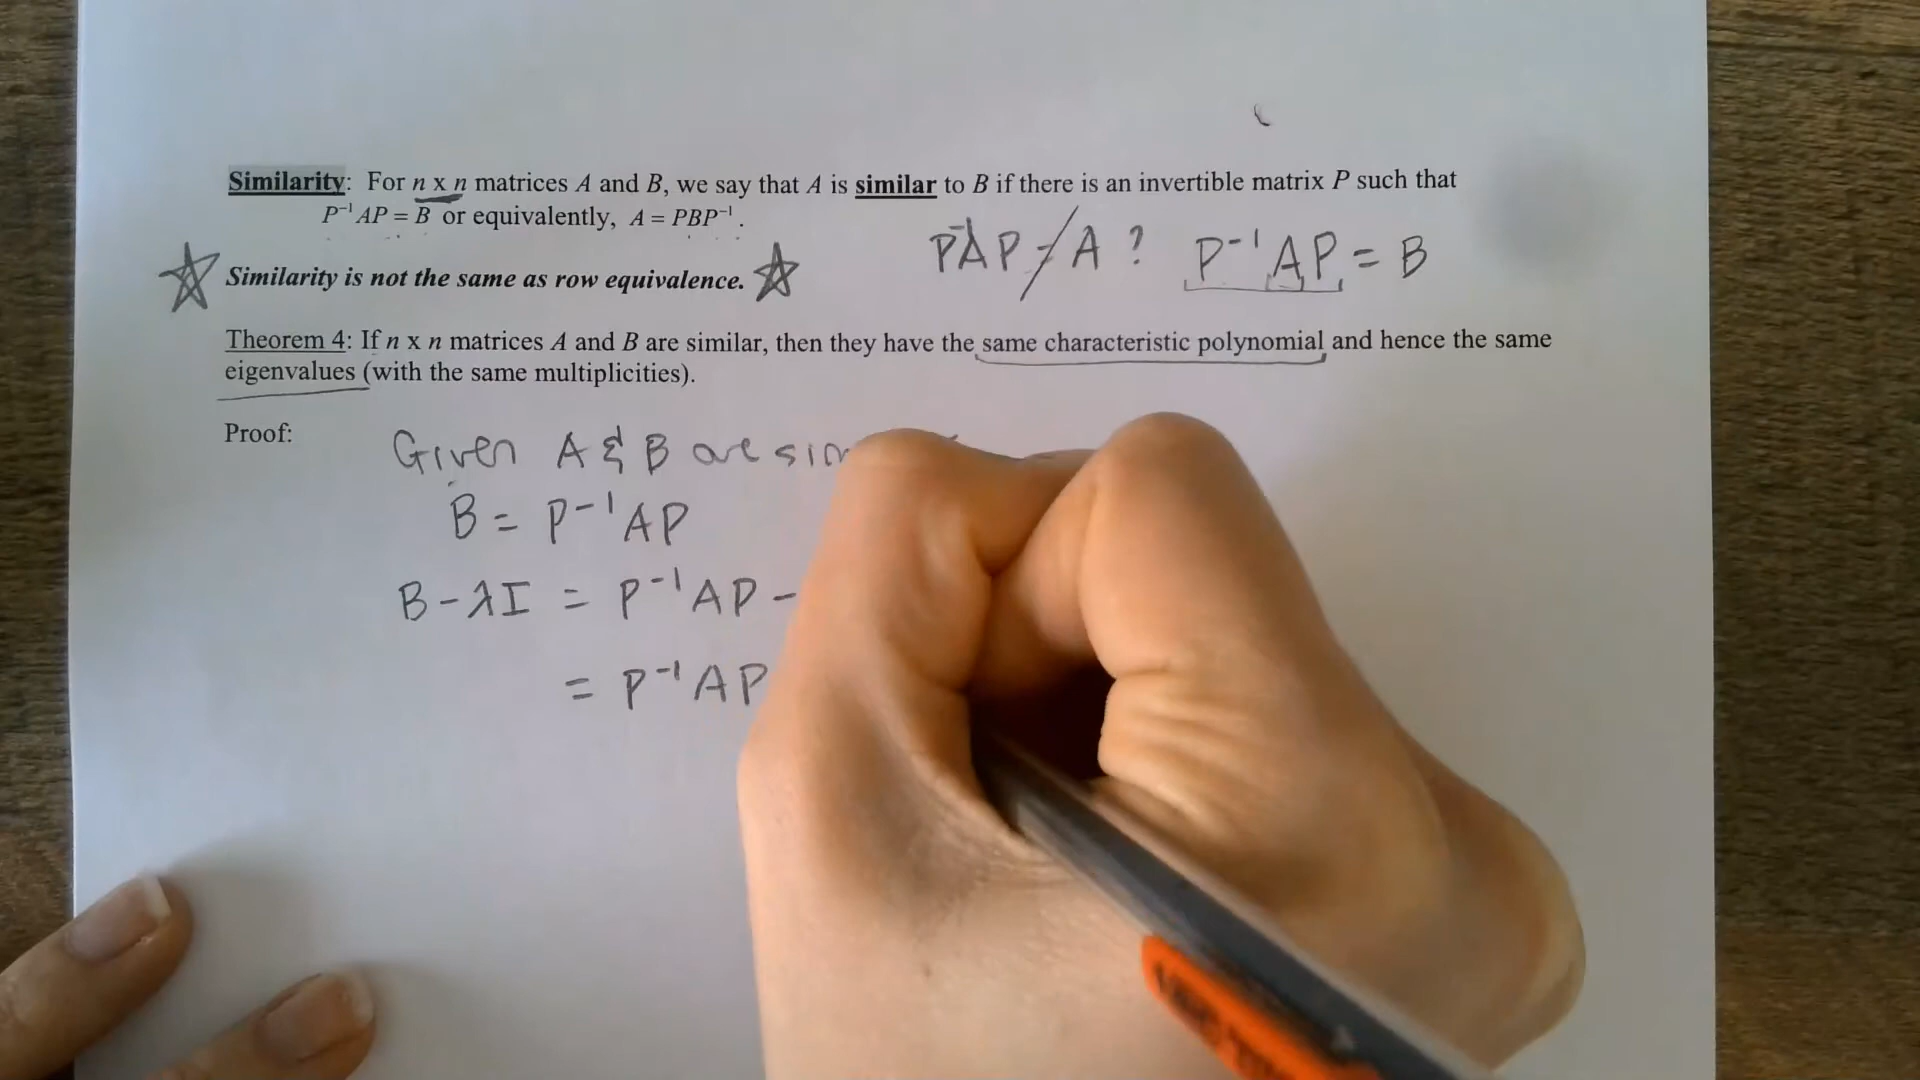 Similarity: For n x n matrices A and B, we say that A is similar to B if there is an invertible matrix P such that
P⁻¹AP = B or equivalently, A = PBP⁻¹.
P⁻¹AP ≠ A ? P⁻¹AP = B
Similarity is not the same as row equivalence.
Theorem 4: If n x n matrices A and B are similar, then they have the same characteristic polynomial and hence the same
eigenvalues (with the same multiplicities).
Proof: Given A & B are
B = P⁻¹AP
B - λI = P⁻¹AP -
= P⁻¹AP